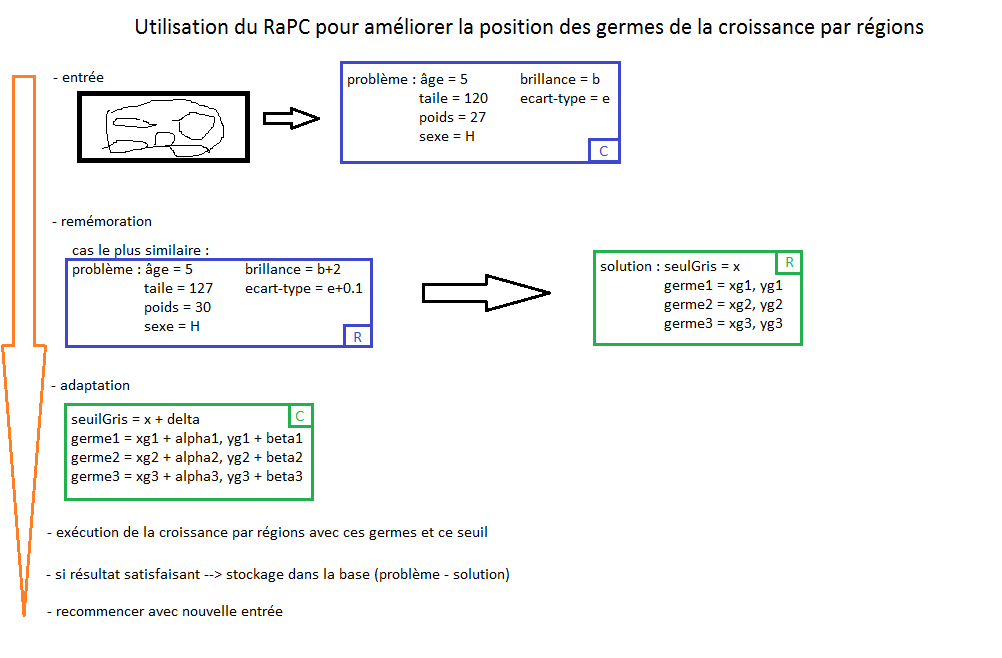 Utilisation du RaPC pour améliorer la position des germes de la croissance par régions
- entrée
problème : âge = 5 brillance = b
taile = 120 ecart-type = e
poids = 27
sexe = H
C
- remémoration
cas le plus similaire :
problème : âge = 5 brillance = b+2
taile = 127 ecart-type = e+0.1
poids = 30
sexe = H
R
solution : seulGris = x R
germe1 = xg1, yg1
germe2 = xg2, yg2
germe3 = xg3, yg3
- adaptation
seuilGris = x + delta C
germe1 = xg1 + alpha1, yg1 + beta1
germe2 = xg2 + alpha2, yg2 + beta2
germe3 = xg3 + alpha3, yg3 + beta3
- exécution de la croissance par régions avec ces germes et ce seuil
- si résultat satisfaisant --> stockage dans la base (problème - solution)
- recommencer avec nouvelle entrée